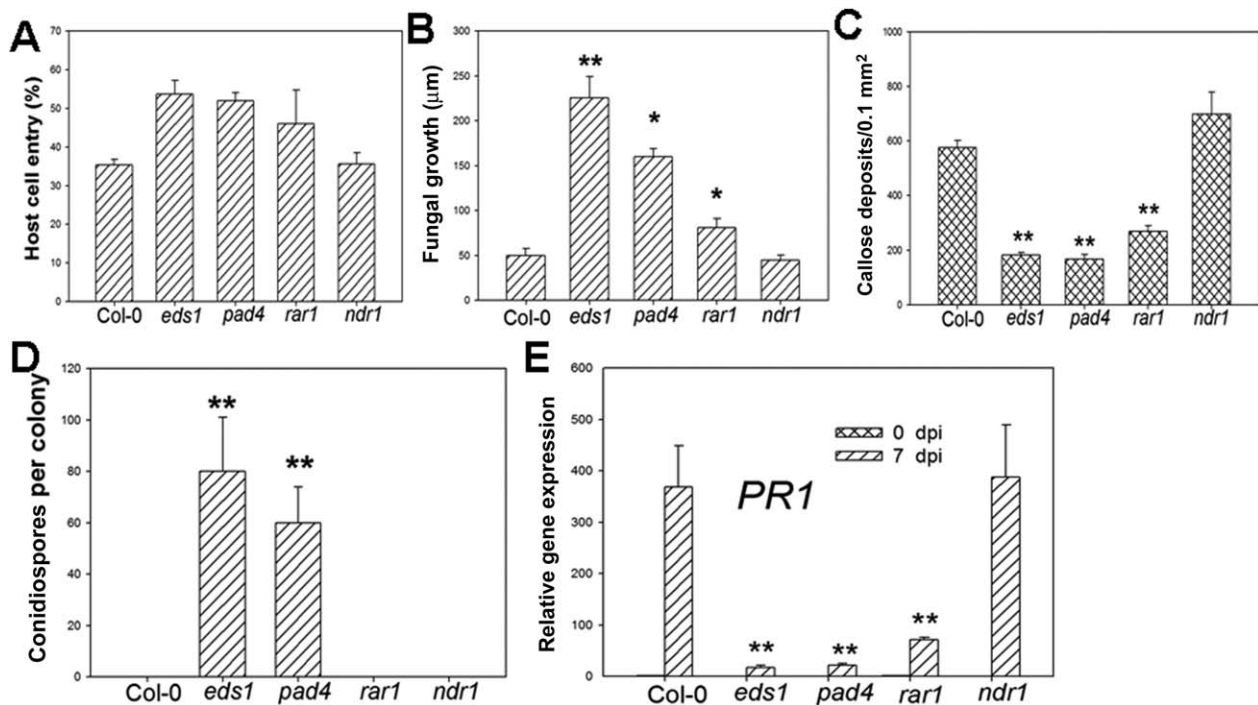 A
Host cell entry (%)
70
60
50
40
30
20
10
0
Col-0 eds1 pad4 rar1 ndr1
B
Fungal growth (μm)
300
250
200
150
100
50
0
**
*
*
Col-0 eds1 pad4 rar1 ndr1
C
Callose deposits/0.1 mm²
1000
800
600
400
200
0
**
**
**
Col-0 eds1 pad4 rar1 ndr1
D
Conidiospores per colony
120
100
80
60
40
20
0
**
**
Col-0 eds1 pad4 rar1 ndr1
E
Relative gene expression
600
500
400
300
200
100
0
0 dpi
7 dpi
PR1
**
**
**
Col-0 eds1 pad4 rar1 ndr1